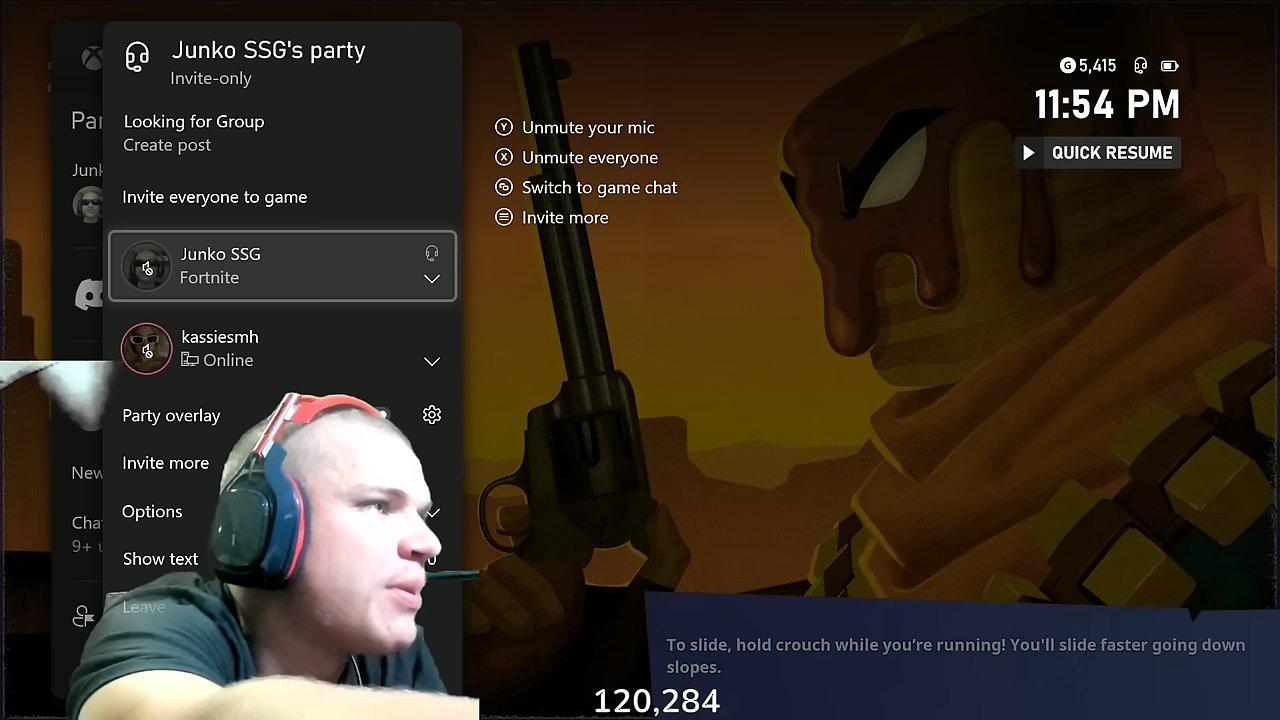 Junko SSG's party
Invite-only
Looking for Group
Create post
Invite everyone to game
Junko SSG
Fortnite
kassiesmh
Online
Party overlay
Invite more
Options
Show text
Leave
Par
Junk
New
Cha
9+ u
Y Unmute your mic
X Unmute everyone
Switch to game chat
Invite more
G 5,415
11:54 PM
QUICK RESUME
To slide, hold crouch while you're running! You'll slide faster going down
slopes.
120,284